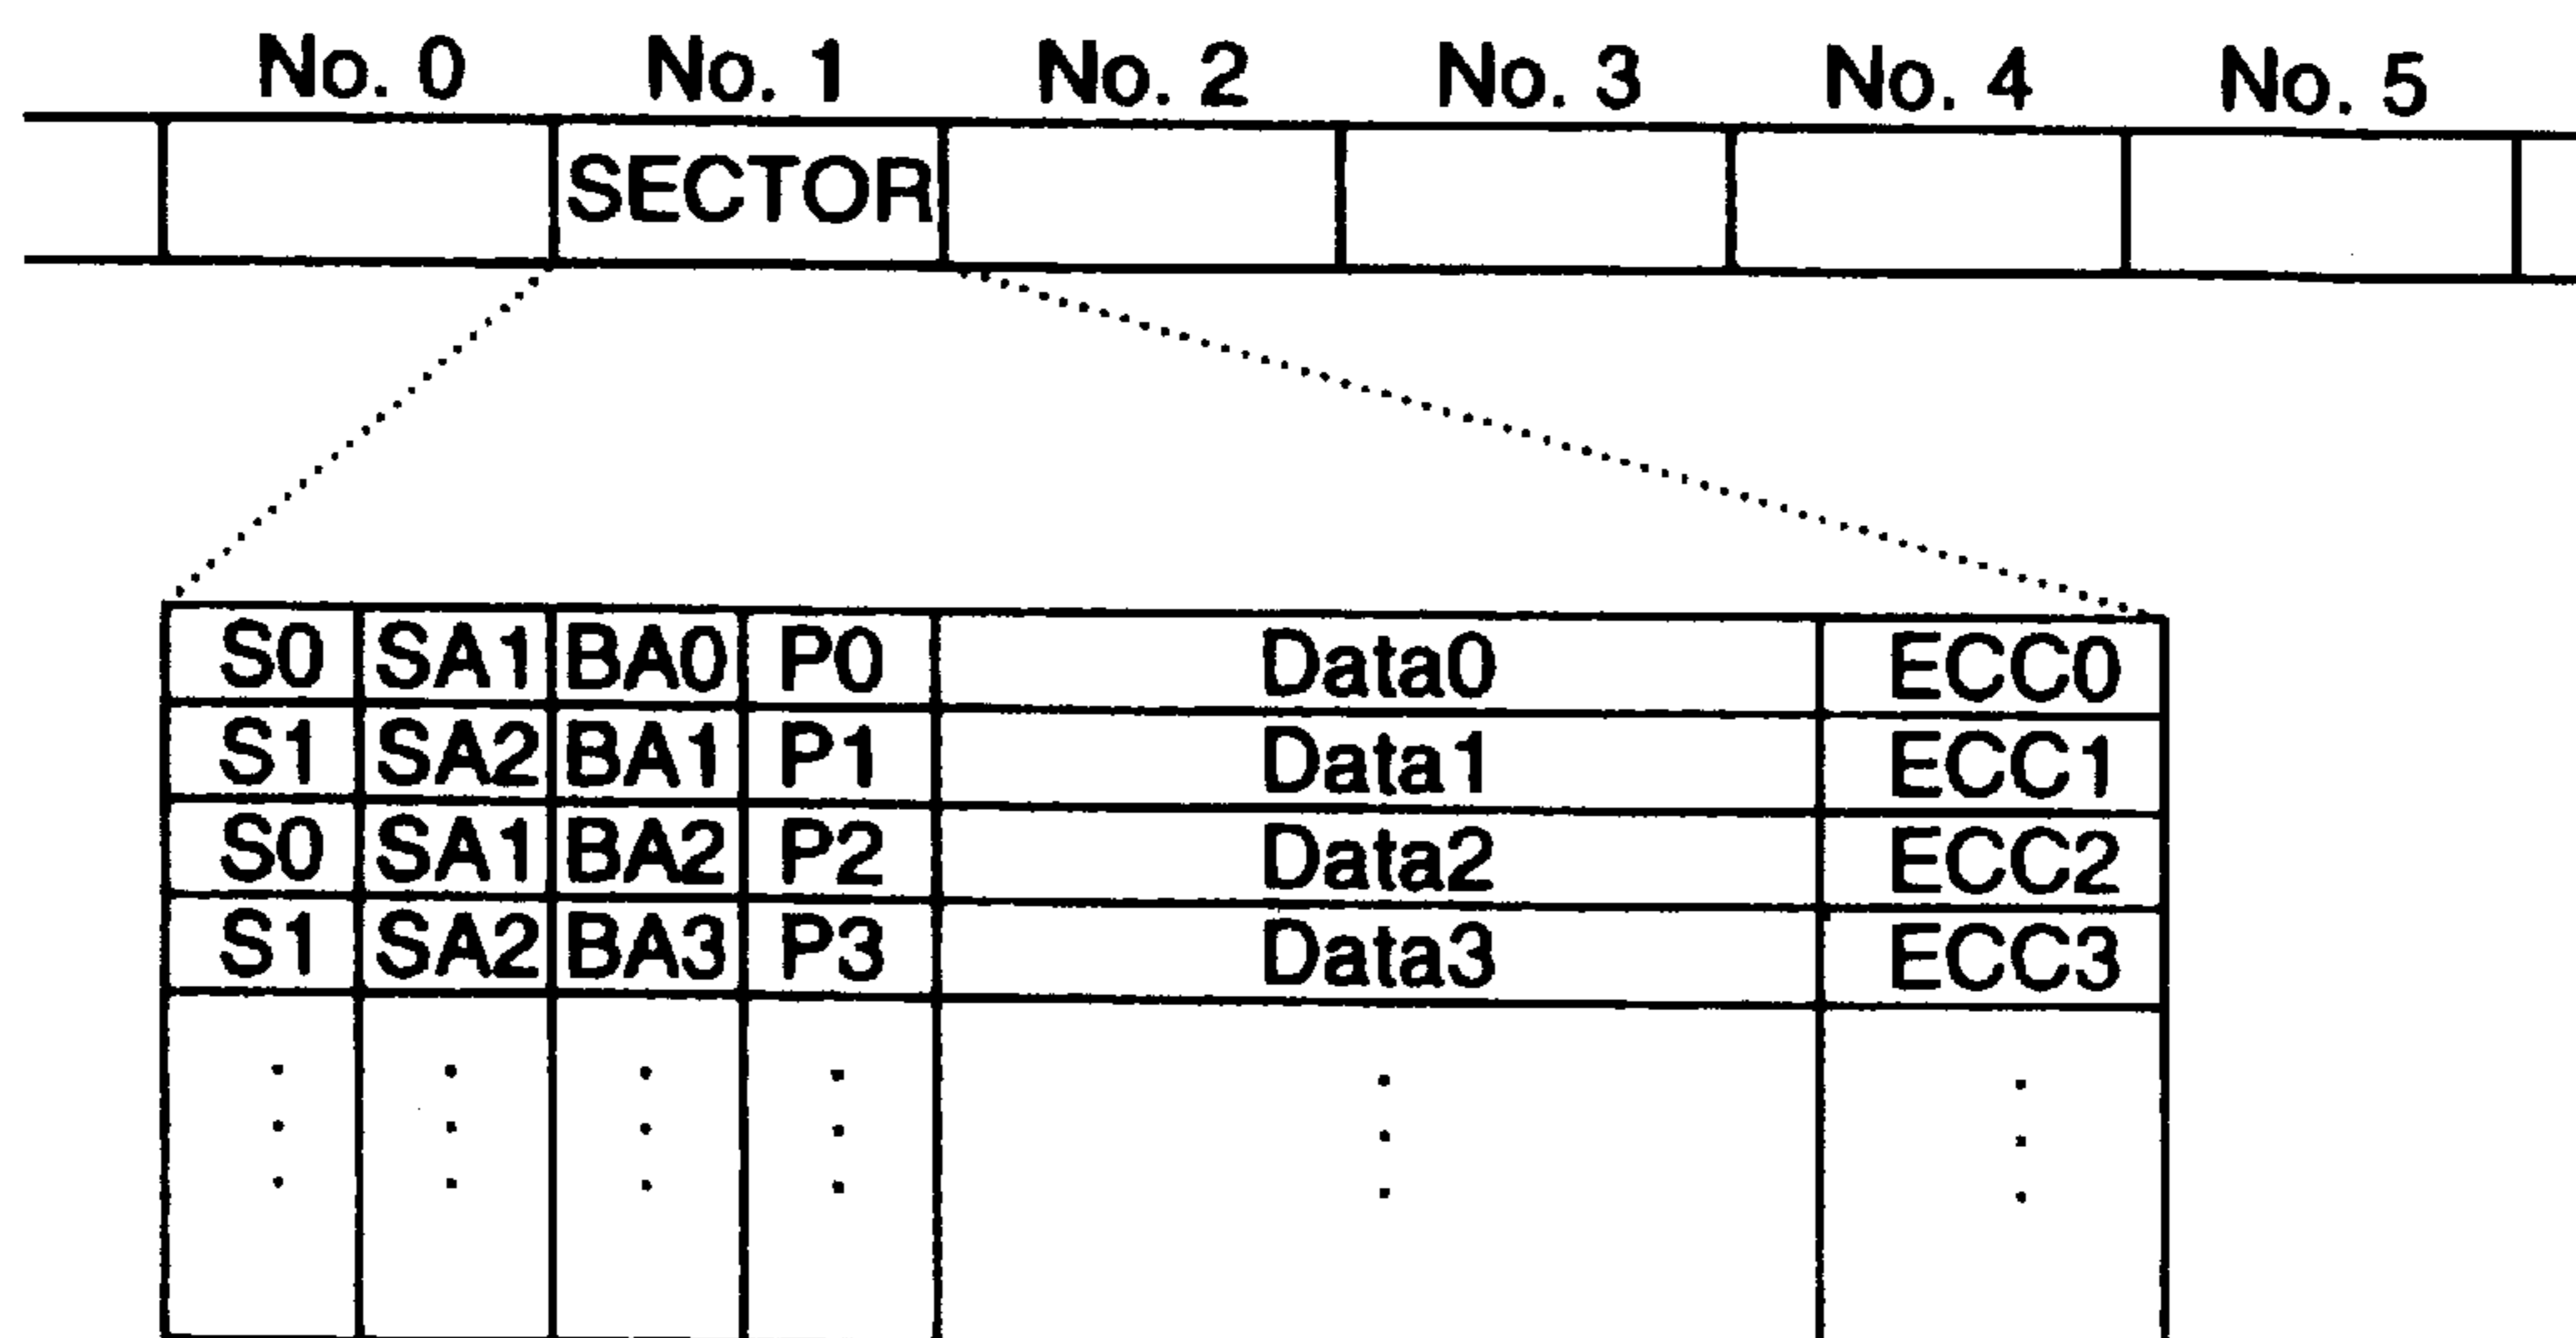 No. 0 No. 1 No. 2 No. 3 No. 4 No. 5
SECTOR
S0 SA1 BA0 P0 Data0 ECC0
S1 SA2 BA1 P1 Data1 ECC1
S0 SA1 BA2 P2 Data2 ECC2
S1 SA2 BA3 P3 Data3 ECC3